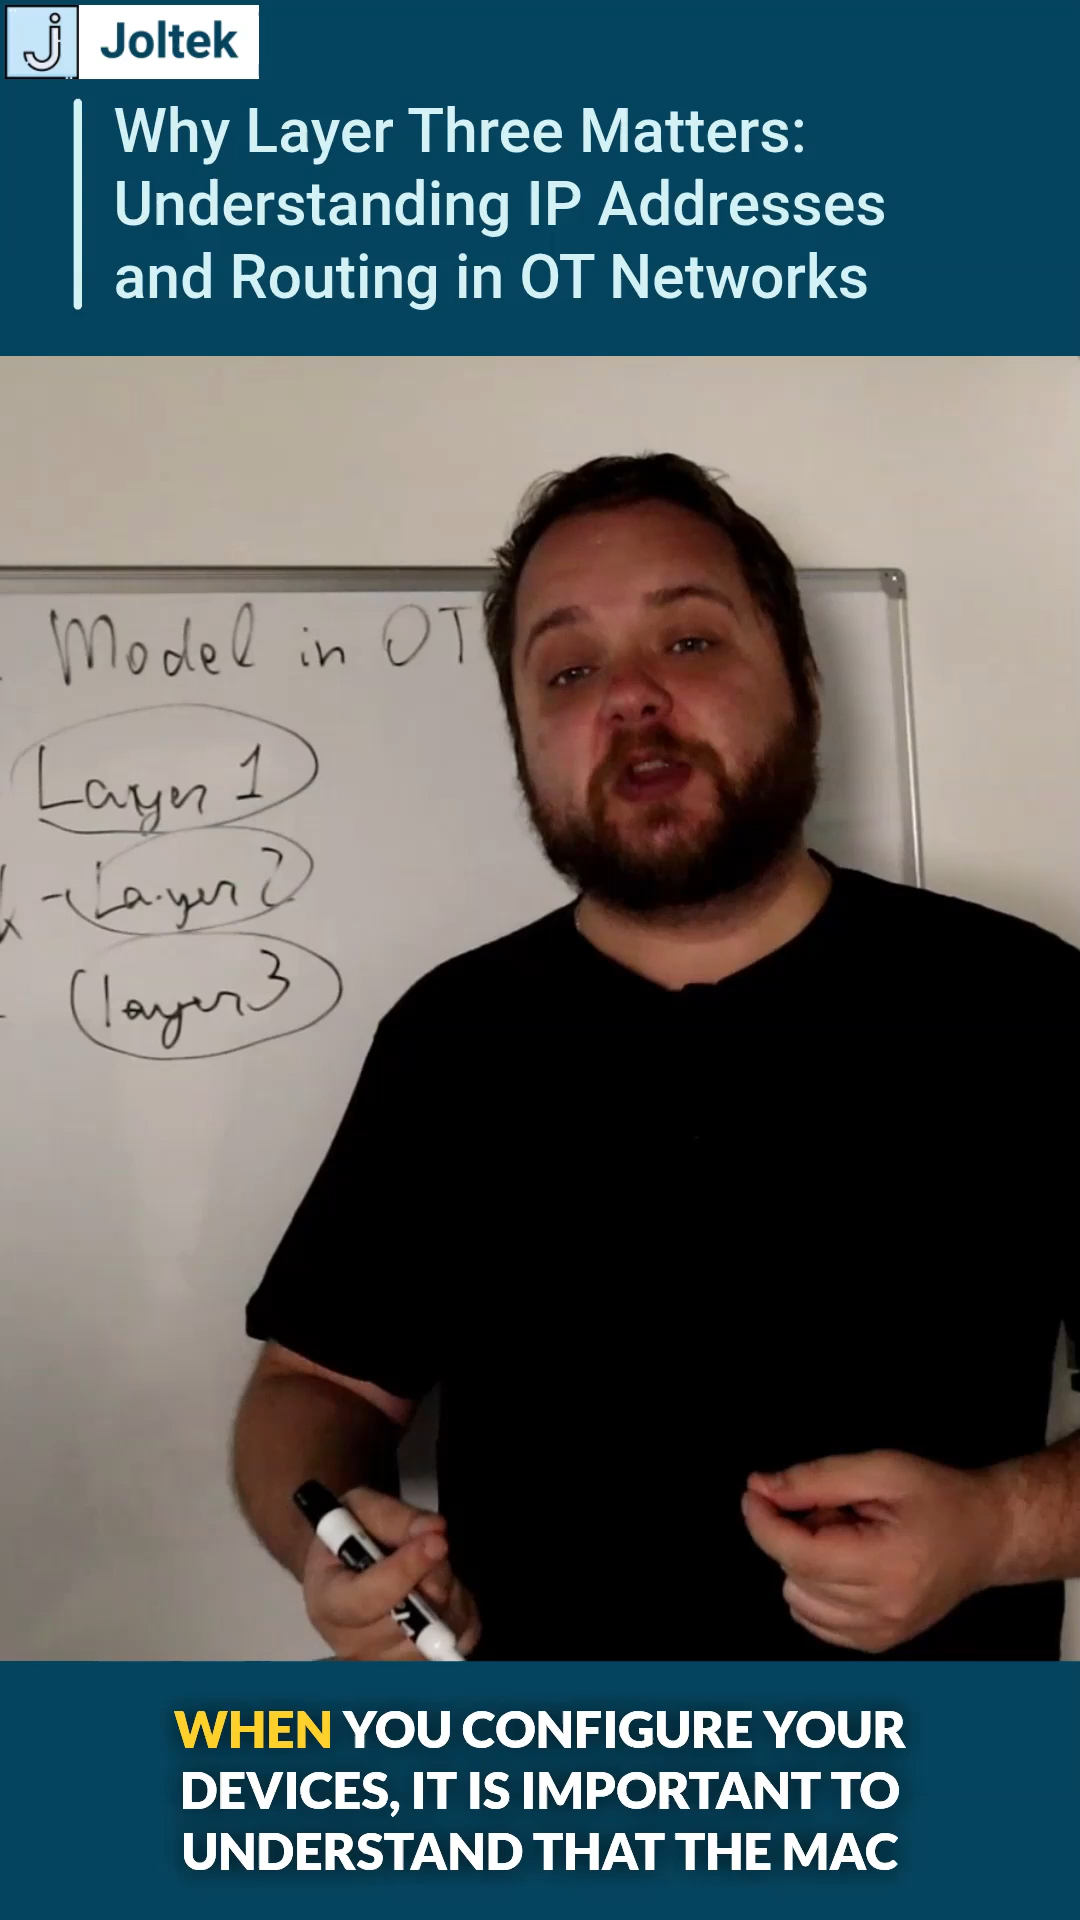 Joltek
Why Layer Three Matters:
Understanding IP Addresses
and Routing in OT Networks
Model in OT
Layer 1
- Layer 2
layer 3
WHEN YOU CONFIGURE YOUR
DEVICES, IT IS IMPORTANT TO
UNDERSTAND THAT THE MAC